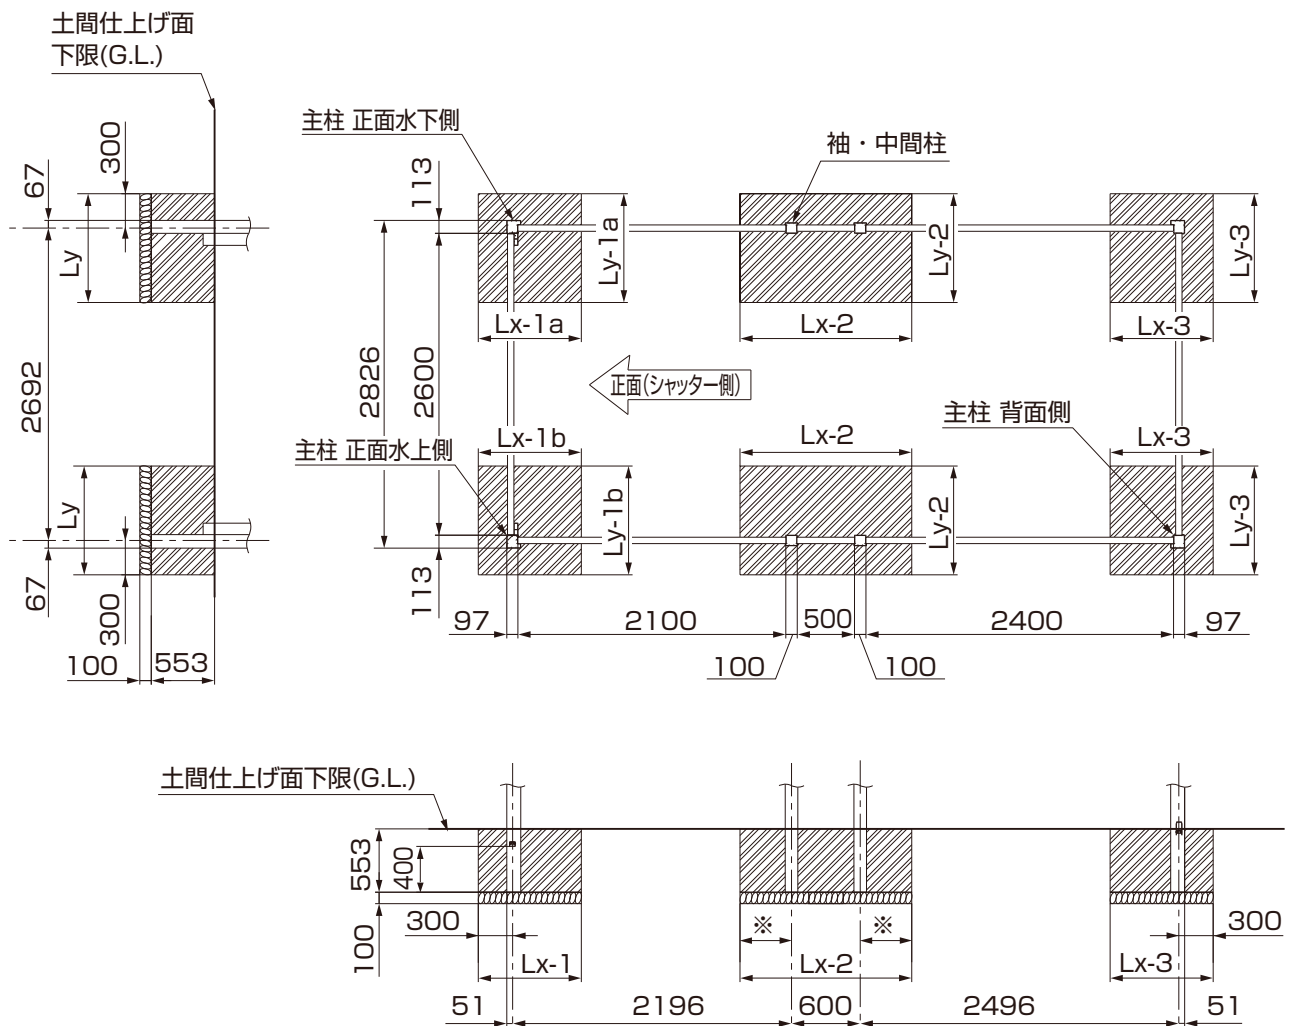 土間仕上げ面
下限(G.L.)
300
67
Ly
2692
Ly
67
300
100
553
主柱 正面水下側
袖・中間柱
113
Ly-1a
Ly-2
Ly-3
Lx-1a
Lx-2
Lx-3
2826
2600
正面(シャッター側)
主柱 背面側
主柱 正面水上側
Lx-1b
Lx-2
Lx-3
Ly-1b
Ly-2
Ly-3
113
97
2100
500
2400
97
100
100
土間仕上げ面下限(G.L.)
553
400
100
300
※
※
300
Lx-1
Lx-2
Lx-3
51
2196
600
2496
51